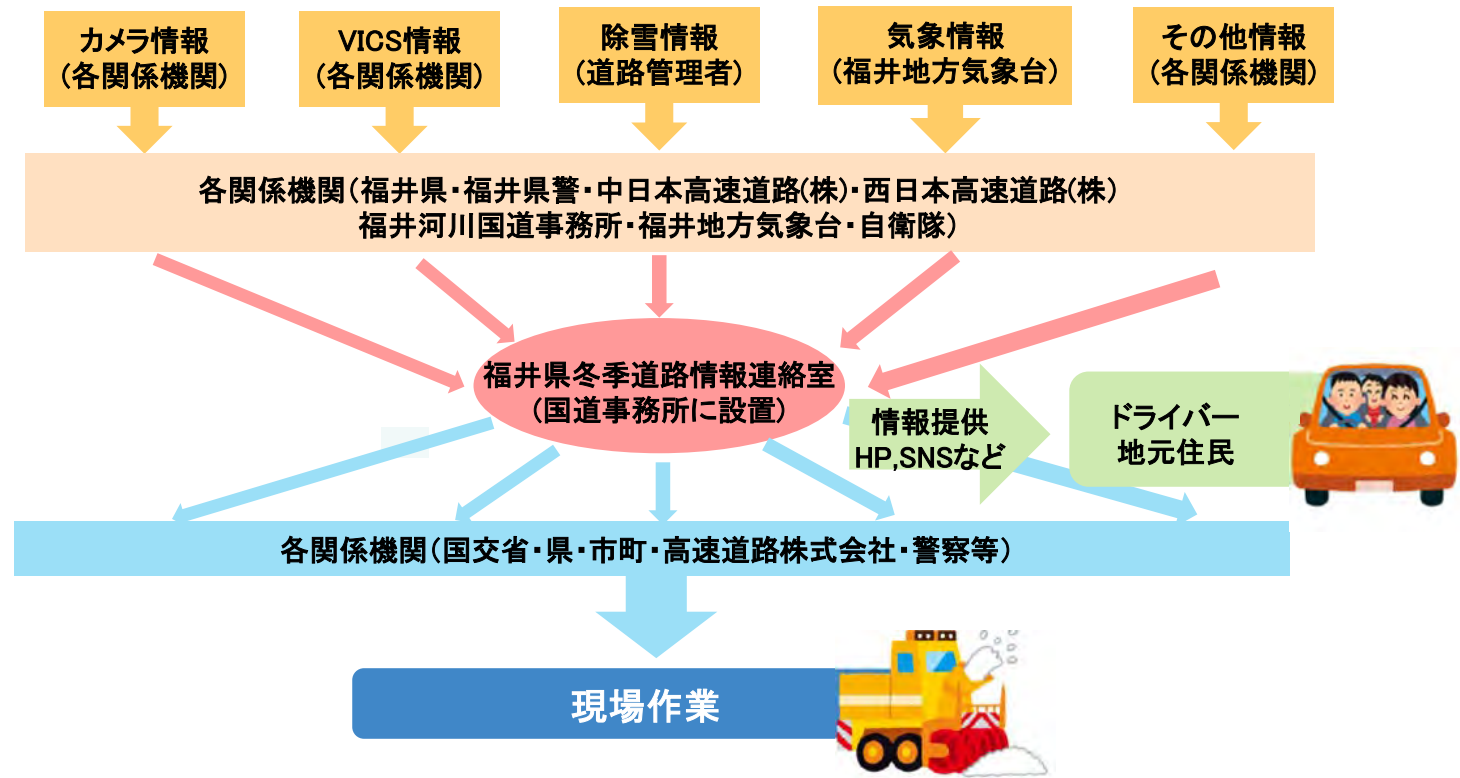 カメラ情報
(各関係機関)
VICS情報
(各関係機関)
除雪情報
(道路管理者)
気象情報
(福井地方気象台)
その他情報
(各関係機関)
各関係機関(福井県・福井県警・中日本高速道路(株)・西日本高速道路(株)
福井河川国道事務所・福井地方気象台・自衛隊)
福井県冬季道路情報連絡室
(国道事務所に設置)
情報提供
HP,SNSなど
ドライバー
地元住民
各関係機関(国交省・県・市町・高速道路株式会社・警察等)
現場作業